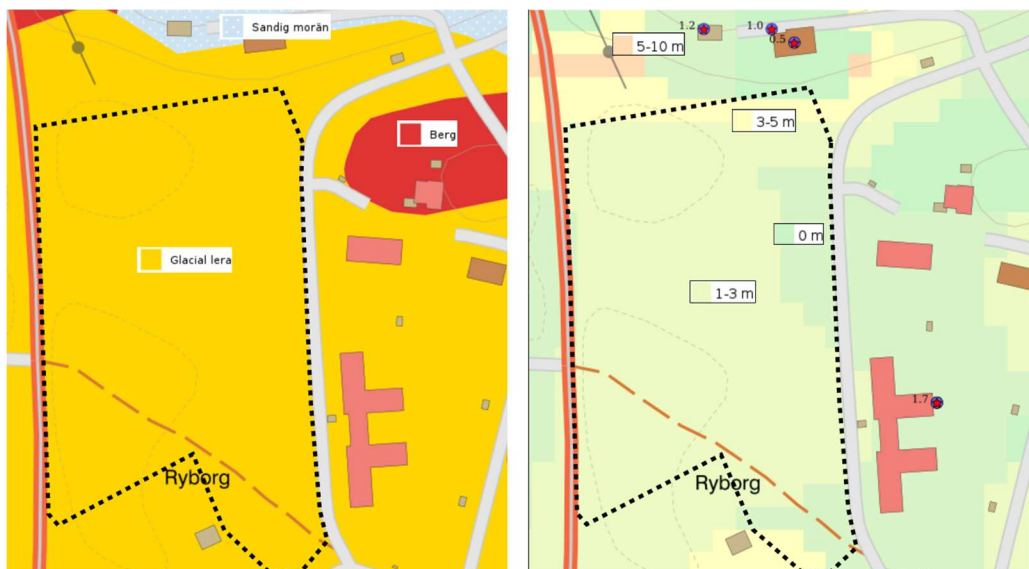 Sandig morän
Berg
Glacial lera
Ryborg
1.2
1.0
0.5
5-10 m
3-5 m
0 m
1-3 m
1.7
Ryborg